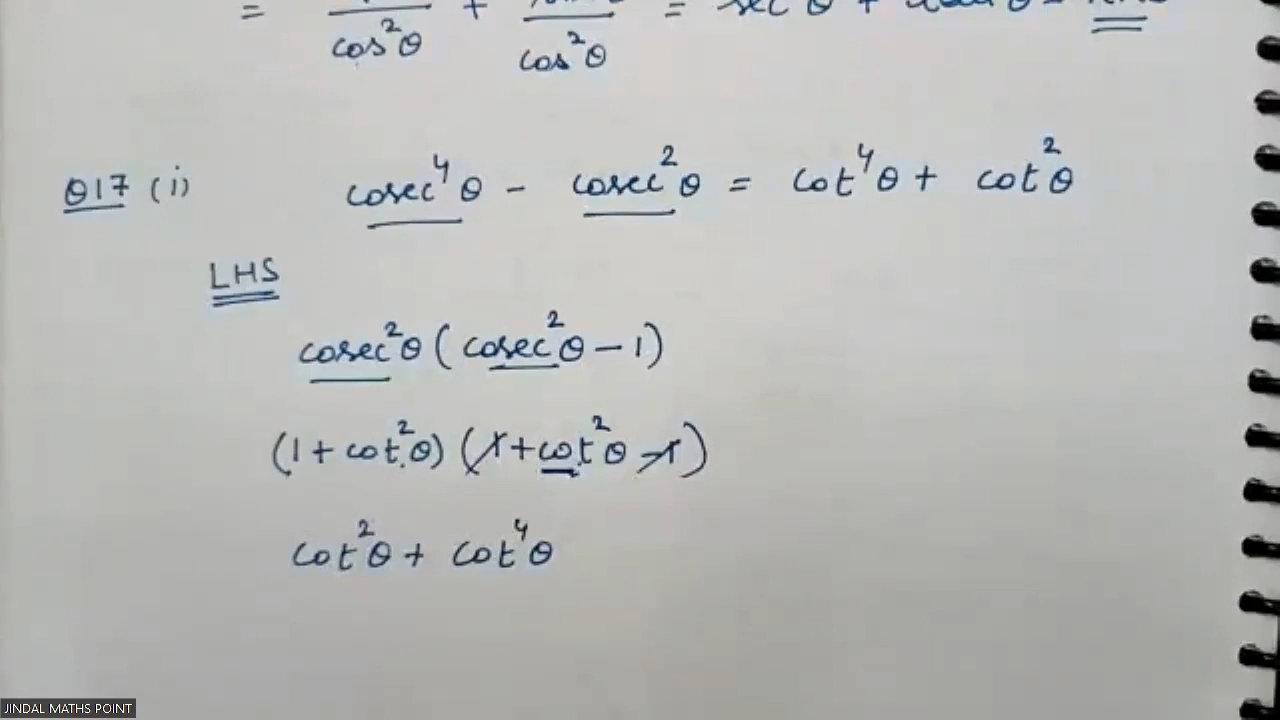 = cos²θ + cos²θ =
Q17 (i) cosec⁴θ - cosec²θ = cot⁴θ + cot²θ
LHS
cosec²θ (cosec²θ - 1)
(1 + cot²θ) (1 + cot²θ - 1)
cot²θ + cot⁴θ
JINDAL MATHS POINT